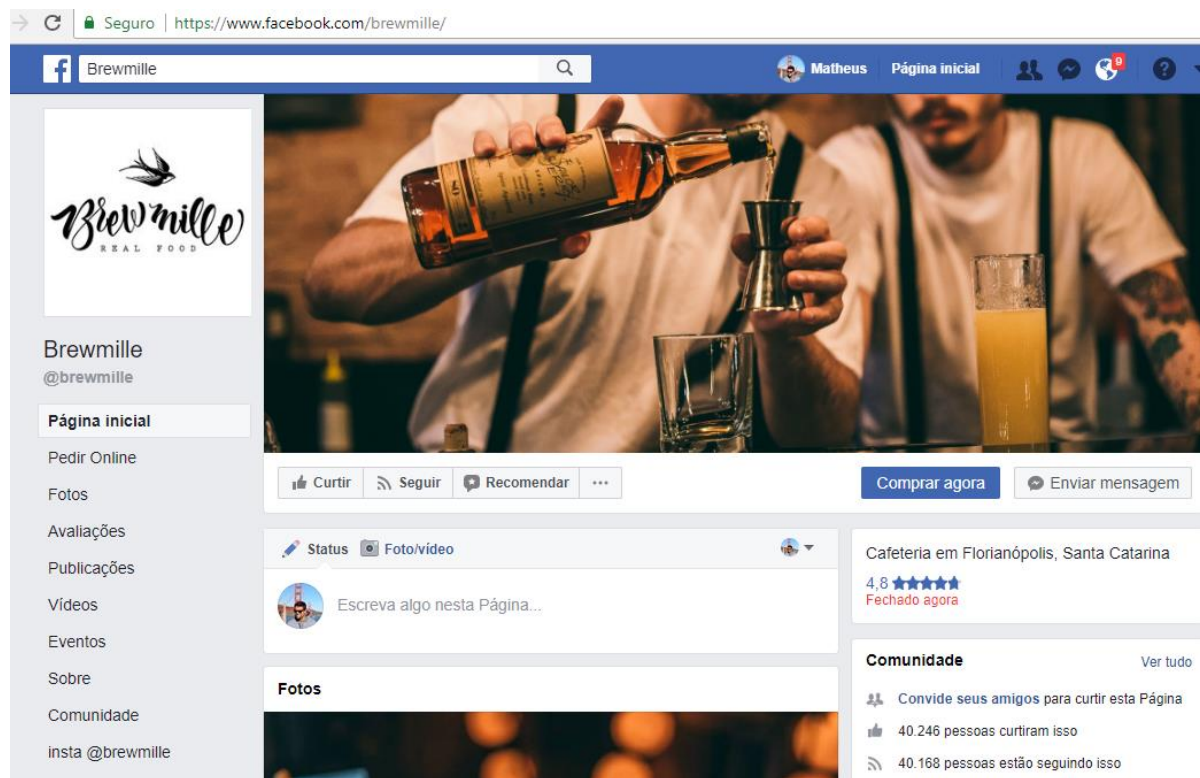 Seguro | https://www.facebook.com/brewmille/
f Brewmille
Matheus Página inicial 9 ?
Brewmille
REAL FOOD
Brewmille
@brewmille
Página inicial
Pedir Online
Fotos
Avaliações
Publicações
Vídeos
Eventos
Sobre
Comunidade
insta @brewmille
Curtir Seguir Recomendar ...
Comprar agora Enviar mensagem
Status Foto/vídeo
Escreva algo nesta Página...
Fotos
Cafeteria em Florianópolis, Santa Catarina
4,8
Fechado agora
Comunidade Ver tudo
Convide seus amigos para curtir esta Página
40.246 pessoas curtiram isso
40.168 pessoas estão seguindo isso